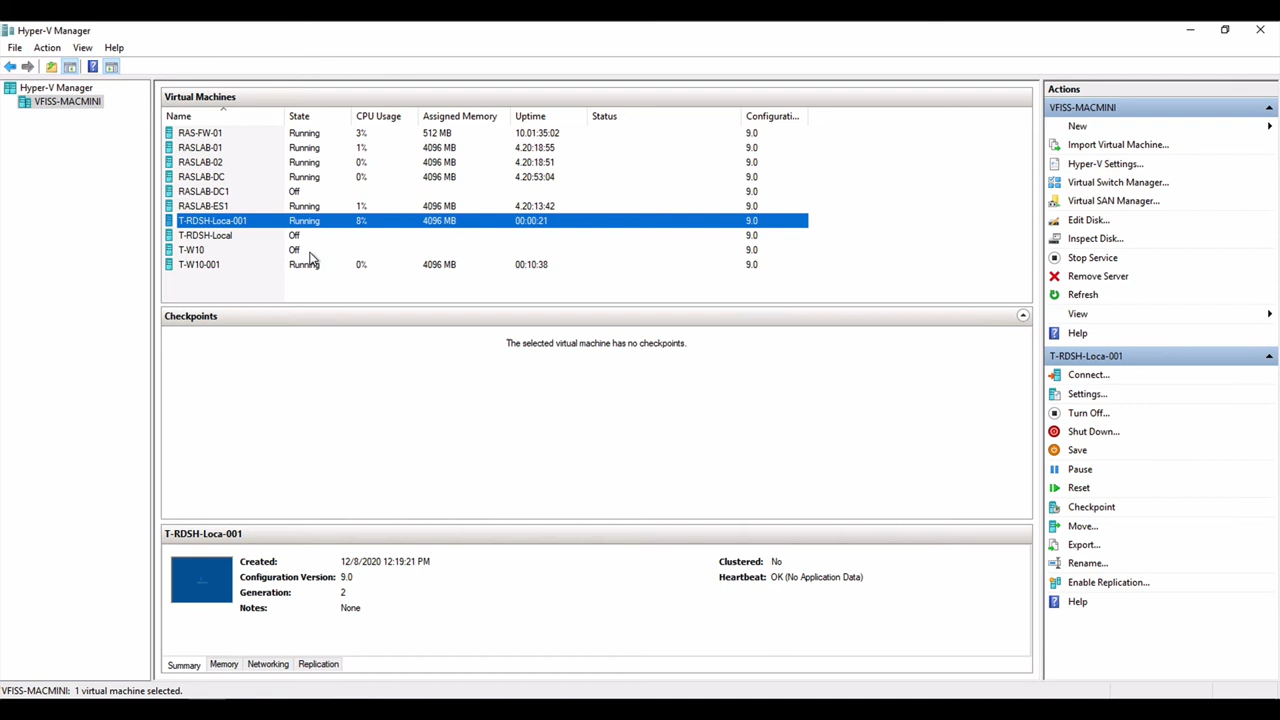 Hyper-V Manager
File Action View Help
Hyper-V Manager
VFISS-MACMINI
Virtual Machines
Name State CPU Usage Assigned Memory Uptime Status Configurati...
RAS-FW-01 Running 3% 512 MB 10.01:35:02 9.0
RASLAB-01 Running 1% 4096 MB 4.20:18:55 9.0
RASLAB-02 Running 0% 4096 MB 4.20:18:51 9.0
RASLAB-DC Running 1% 4096 MB 4.20:53:04 9.0
RASLAB-DC1 Off 9.0
RASLAB-ES1 Running 1% 4096 MB 4.20:13:42 9.0
T-RDSH-Loca-001 Running 8% 4096 MB 00:00:21 9.0
T-RDSH-Local Off 9.0
T-W10 Off 9.0
T-W10-001 Running 0% 4096 MB 00:10:38 9.0
Checkpoints
The selected virtual machine has no checkpoints.
T-RDSH-Loca-001
Created: 12/8/2020 12:19:21 PM Clustered: No
Configuration Version: 9.0 Heartbeat: OK (No Application Data)
Generation: 2
Notes: None
Summary Memory Networking Replication
Actions
VFISS-MACMINI
New
Import Virtual Machine...
Hyper-V Settings...
Virtual Switch Manager...
Virtual SAN Manager...
Edit Disk...
Inspect Disk...
Stop Service
Remove Server
Refresh
View
Help
T-RDSH-Loca-001
Connect...
Settings...
Turn Off...
Shut Down...
Save
Pause
Reset
Checkpoint
Move...
Export...
Rename...
Enable Replication...
Help
VFISS-MACMINI: 1 virtual machine selected.